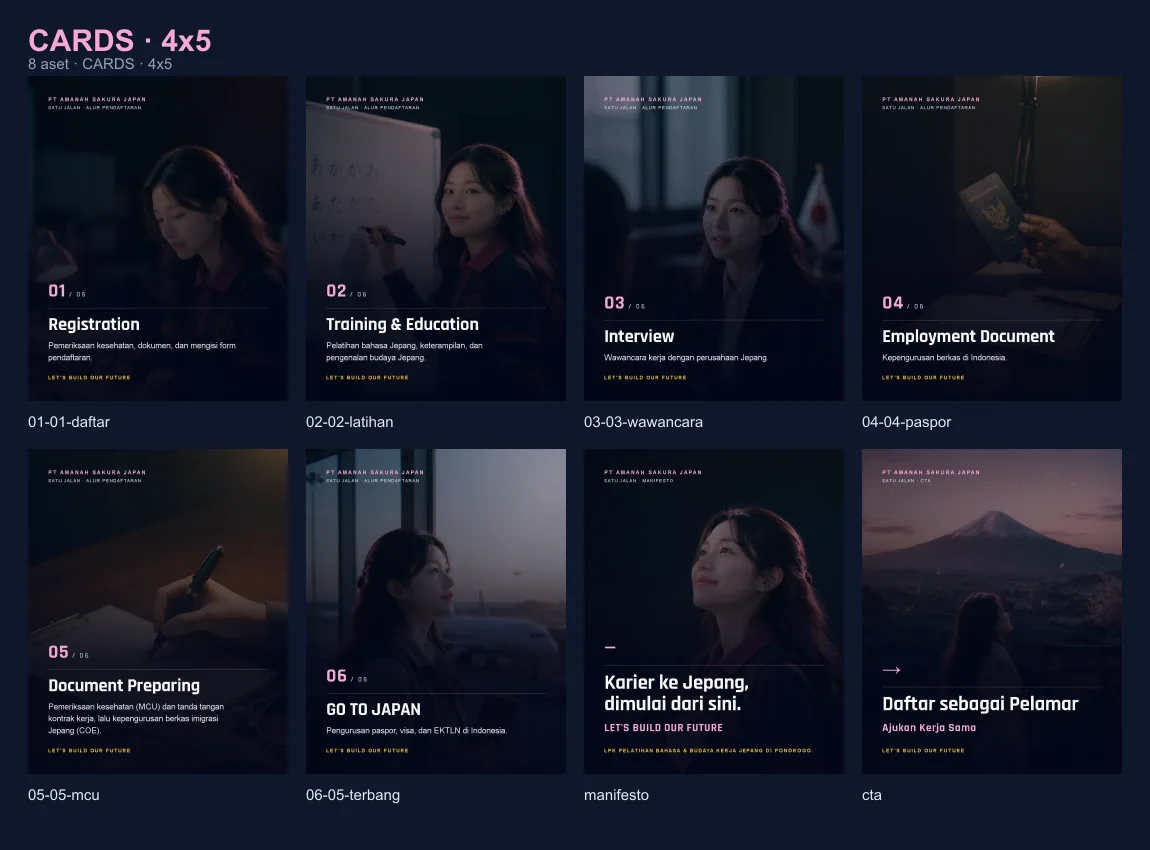 CARDS · 4x5
8 aset · CARDS · 4x5
PT AMANAH SAKURA JAPAN
SATU JALAN · ALUR PENDAFTARAN
01 / 06
Registration
Pemeriksaan kesehatan, dokumen, dan mengisi form
pendaftaran.
LET'S BUILD OUR FUTURE
01-01-daftar
PT AMANAH SAKURA JAPAN
SATU JALAN · ALUR PENDAFTARAN
あかかあ
あたたた
02 / 06
Training & Education
Pelatihan bahasa Jepang, keterampilan, dan
pengenalan budaya Jepang.
LET'S BUILD OUR FUTURE
02-02-latihan
PT AMANAH SAKURA JAPAN
SATU JALAN · ALUR PENDAFTARAN
03 / 06
Interview
Wawancara kerja dengan perusahaan Jepang.
LET'S BUILD OUR FUTURE
03-03-wawancara
PT AMANAH SAKURA JAPAN
SATU JALAN · ALUR PENDAFTARAN
04 / 06
Employment Document
Kepengurusan berkas di Indonesia.
LET'S BUILD OUR FUTURE
04-04-paspor
PT AMANAH SAKURA JAPAN
SATU JALAN · ALUR PENDAFTARAN
05 / 06
Document Preparing
Pemeriksaan kesehatan (MCU) dan tanda tangan
kontrak kerja, lalu kepengurusan berkas imigrasi
Jepang (COE).
LET'S BUILD OUR FUTURE
05-05-mcu
PT AMANAH SAKURA JAPAN
SATU JALAN · ALUR PENDAFTARAN
06 / 06
GO TO JAPAN
Pengurusan paspor, visa, dan EKTLN di Indonesia.
LET'S BUILD OUR FUTURE
06-05-terbang
PT AMANAH SAKURA JAPAN
SATU JALAN · MANIFESTO
–
Karier ke Jepang,
dimulai dari sini.
LET'S BUILD OUR FUTURE
LPK PELATIHAN BAHASA & BUDAYA KERJA JEPANG DI PONOROGO.
manifesto
PT AMANAH SAKURA JAPAN
SATU JALAN · CTA
→
Daftar sebagai Pelamar
Ajukan Kerja Sama
LET'S BUILD OUR FUTURE
cta